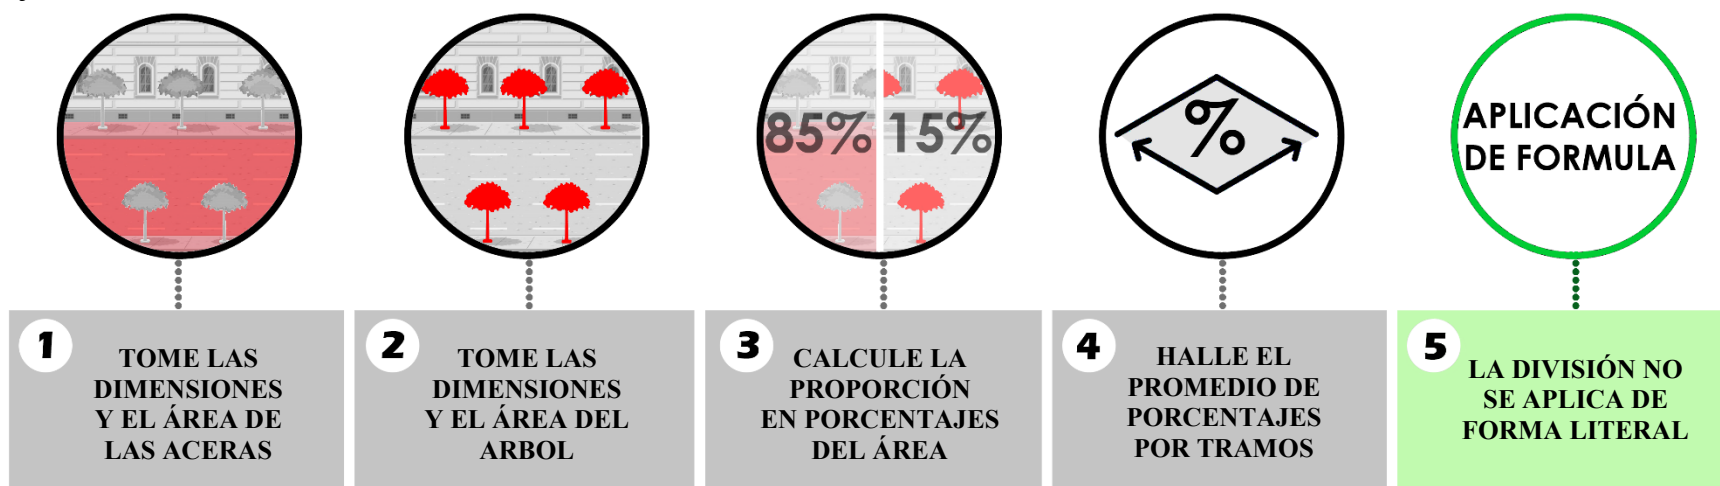 85% 15%
%
APLICACIÓN
DE FORMULA
1
TOME LAS
DIMENSIONES
Y EL ÁREA DE
LAS ACERAS
2
TOME LAS
DIMENSIONES
Y EL ÁREA DEL
ARBOL
3
CALCULE LA
PROPORCIÓN
EN PORCENTAJES
DEL ÁREA
4
HALLE EL
PROMEDIO DE
PORCENTAJES
POR TRAMOS
5
LA DIVISIÓN NO
SE APLICA DE
FORMA LITERAL